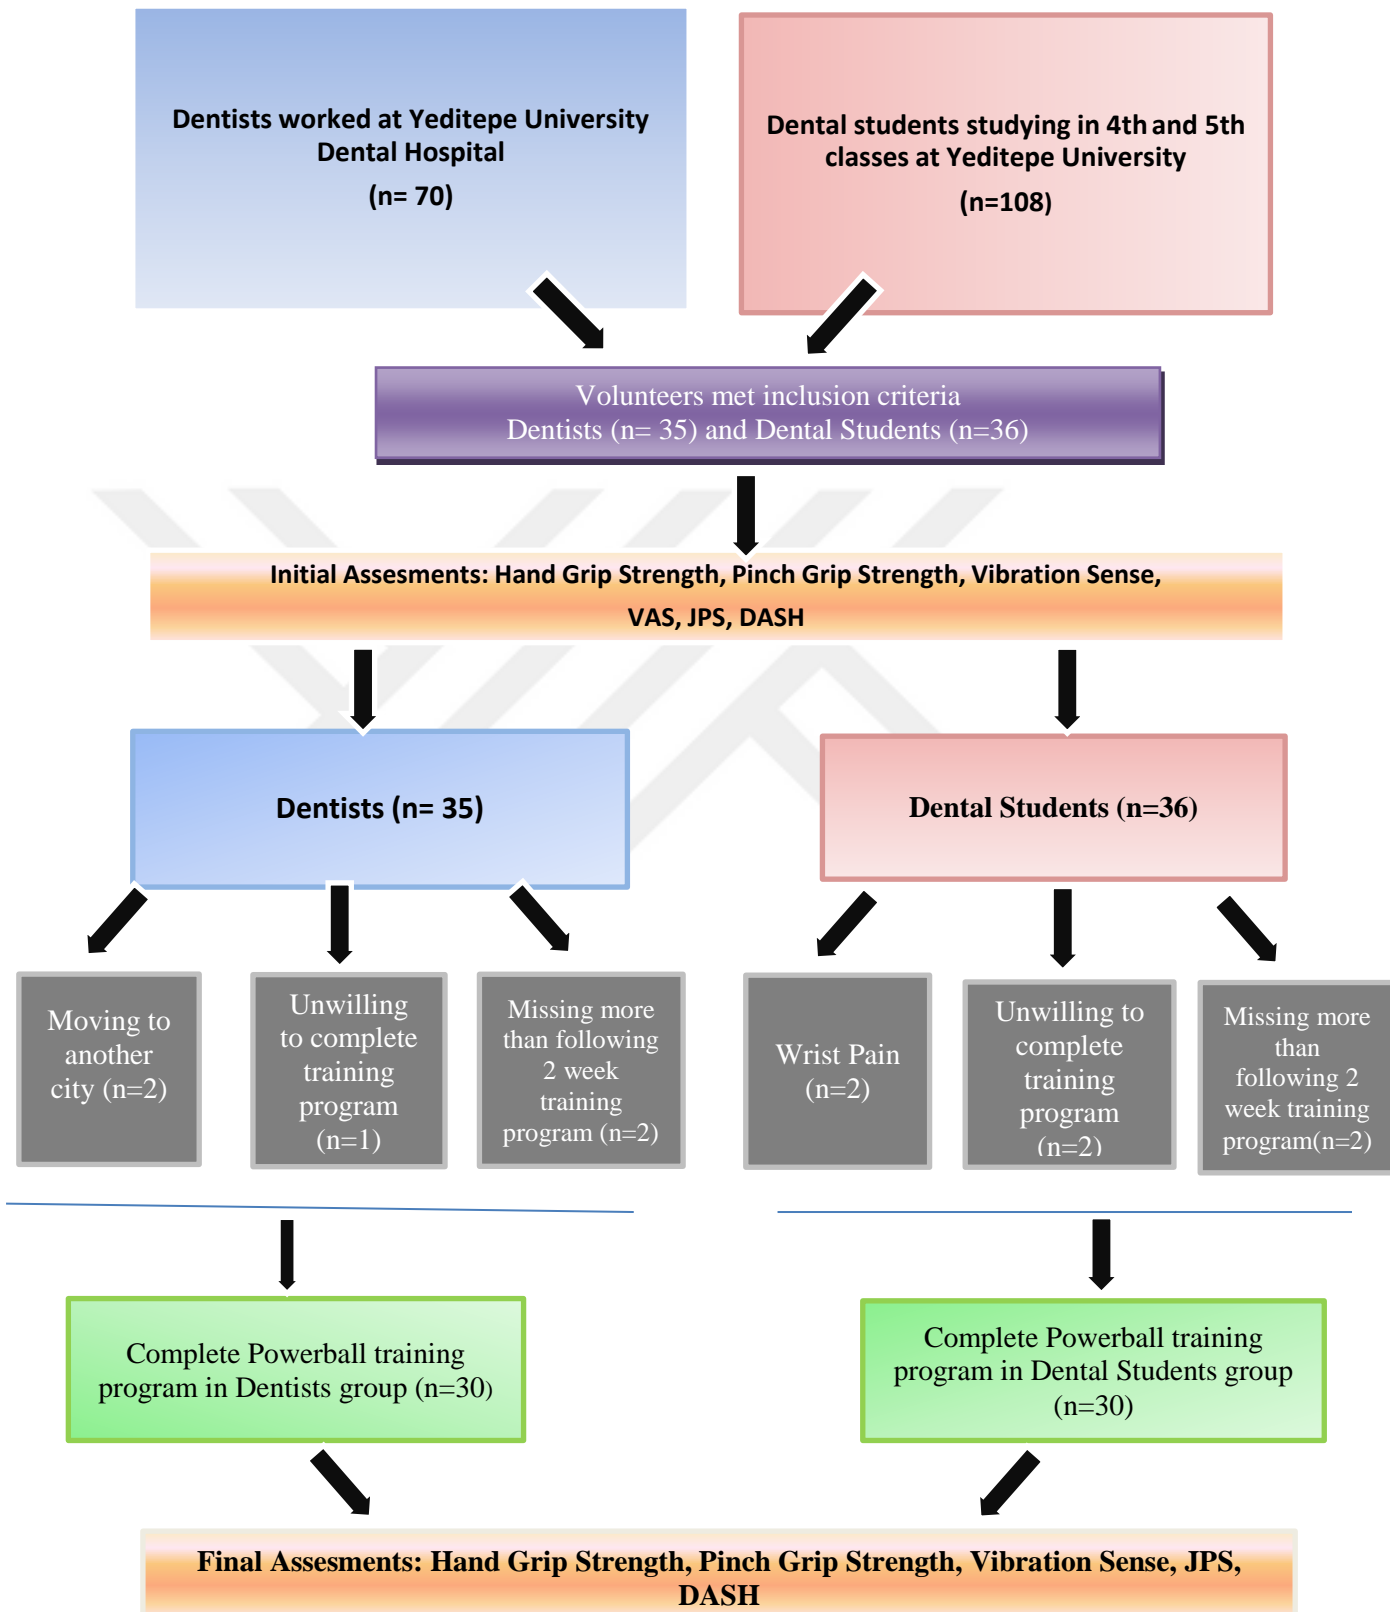 Dentists worked at Yeditepe University
Dental Hospital
(n= 70)
Dental students studying in 4th and 5th
classes at Yeditepe University
(n=108)
Volunteers met inclusion criteria
Dentists (n= 35) and Dental Students (n=36)
Initial Assesments: Hand Grip Strength, Pinch Grip Strength, Vibration Sense,
VAS, JPS, DASH
Dentists (n= 35)
Dental Students (n=36)
Moving to
another
city (n=2)
Unwilling
to complete
training
program
(n=1)
Missing more
than following
2 week
training
program (n=2)
Wrist Pain
(n=2)
Unwilling to
complete
training
program
(n=2)
Missing more
than
following 2
week training
program(n=2)
Complete Powerball training
program in Dentists group (n=30)
Complete Powerball training
program in Dental Students group
(n=30)
Final Assesments: Hand Grip Strength, Pinch Grip Strength, Vibration Sense, JPS,
DASH